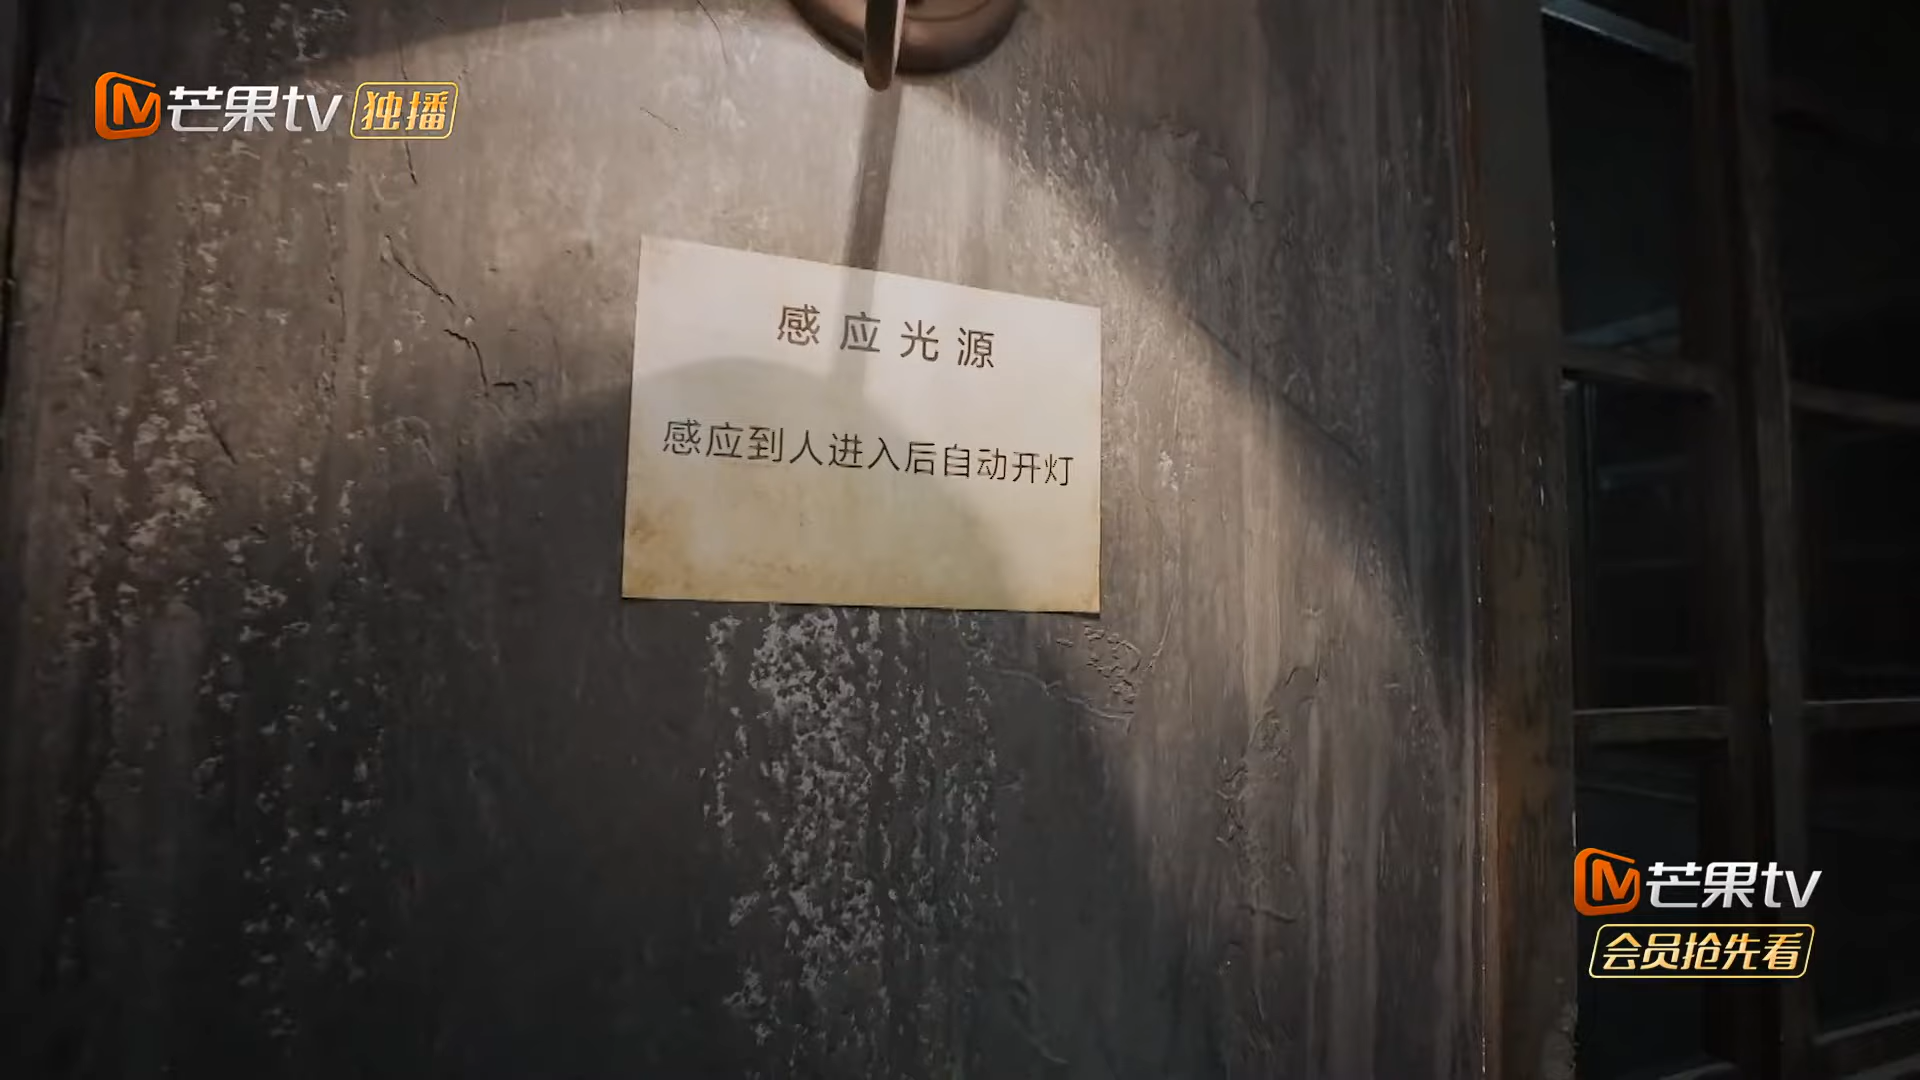 芒果tv 独播
感应光源
感应到人进入后自动开灯
芒果tv
会员抢先看